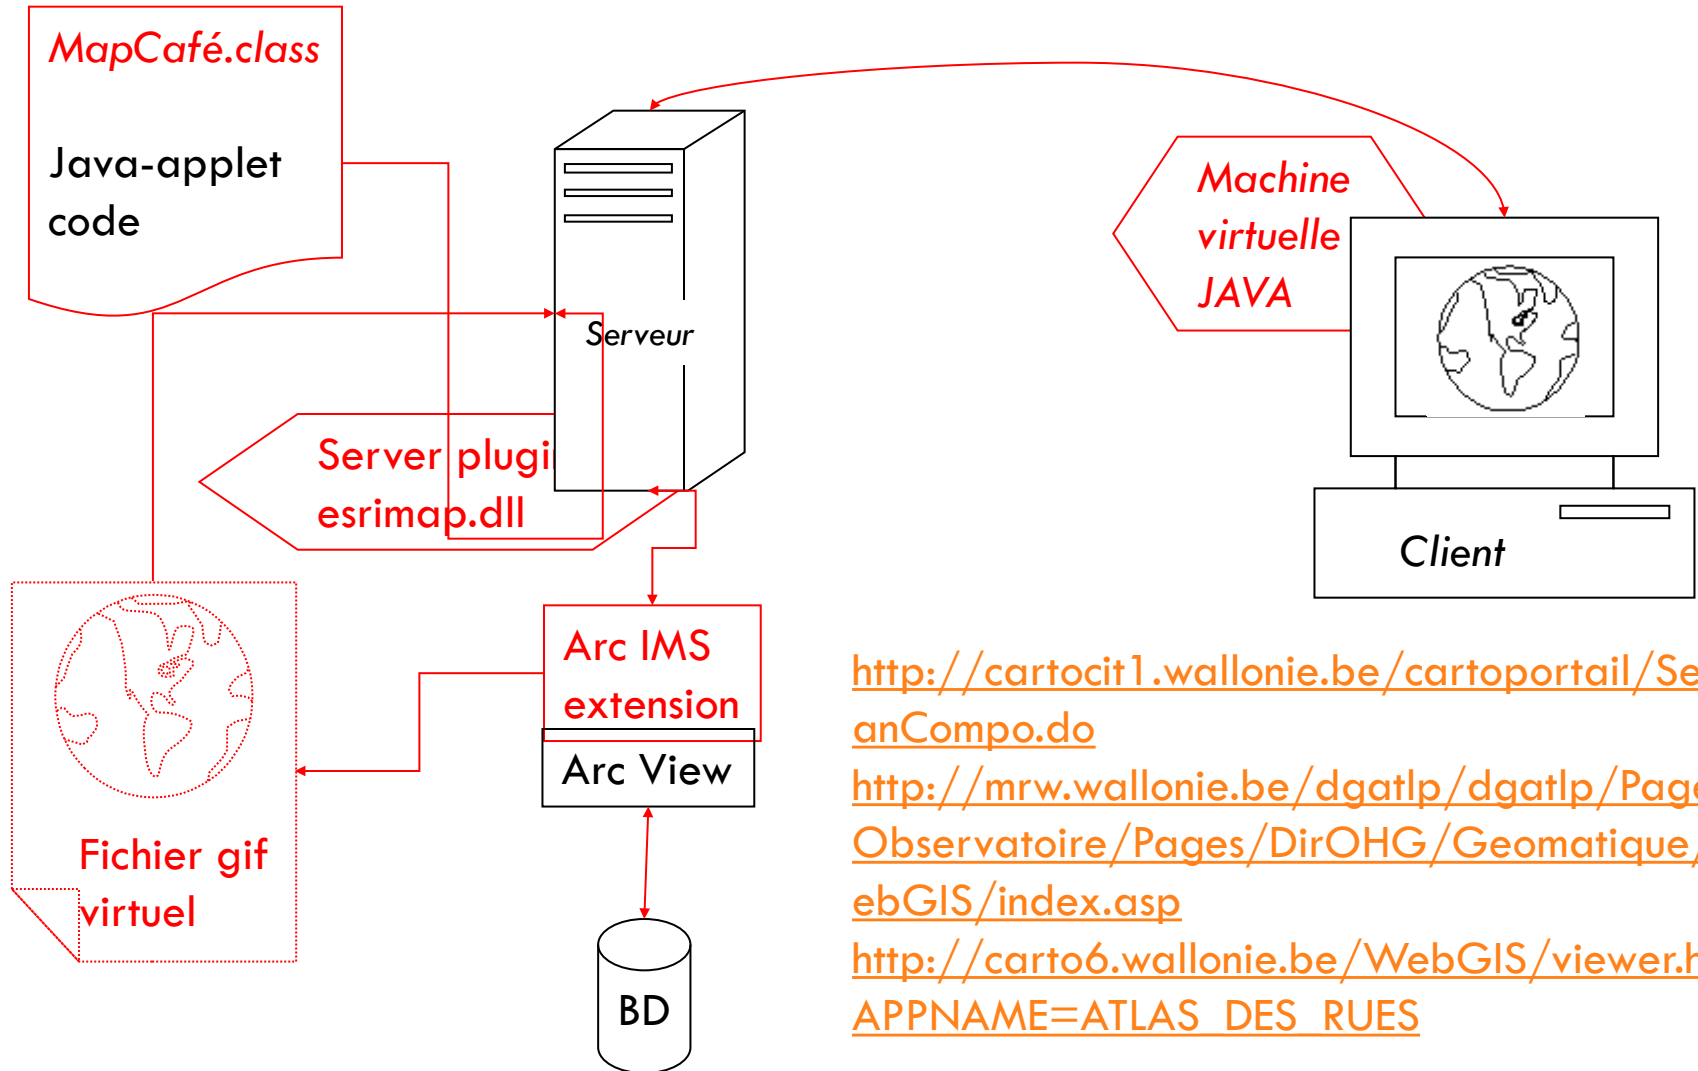 MapCafé.class
Java-applet
code
Serveur
Machine
virtuelle
JAVA
Server plugi
esrimap.dll
Client
Arc IMS
extension
Arc View
Fichier gif
virtuel
BD
http://cartocit1.wallonie.be/cartoportail/Se
anCompo.do
http://mrw.wallonie.be/dgatlp/dgatlp/Page
Observatoire/Pages/DirOHG/Geomatique/
ebGIS/index.asp
http://carto6.wallonie.be/WebGIS/viewer.h
APPNAME=ATLAS_DES_RUES